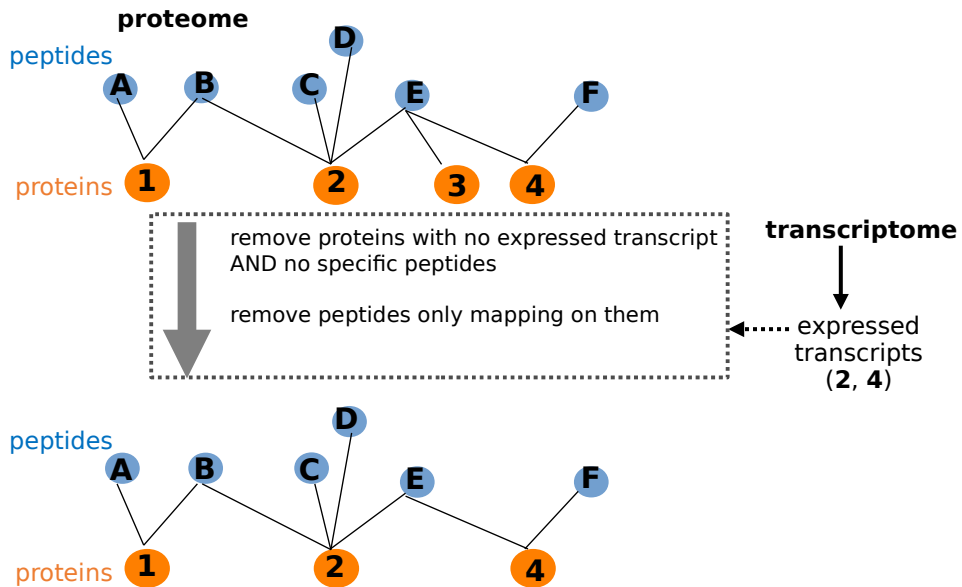 proteome
peptides
A B C D E F
proteins
1 2 3 4
remove proteins with no expressed transcript
AND no specific peptides
remove peptides only mapping on them
transcriptome
expressed
transcripts
(2, 4)
peptides
A B C D E F
proteins
1 2 4